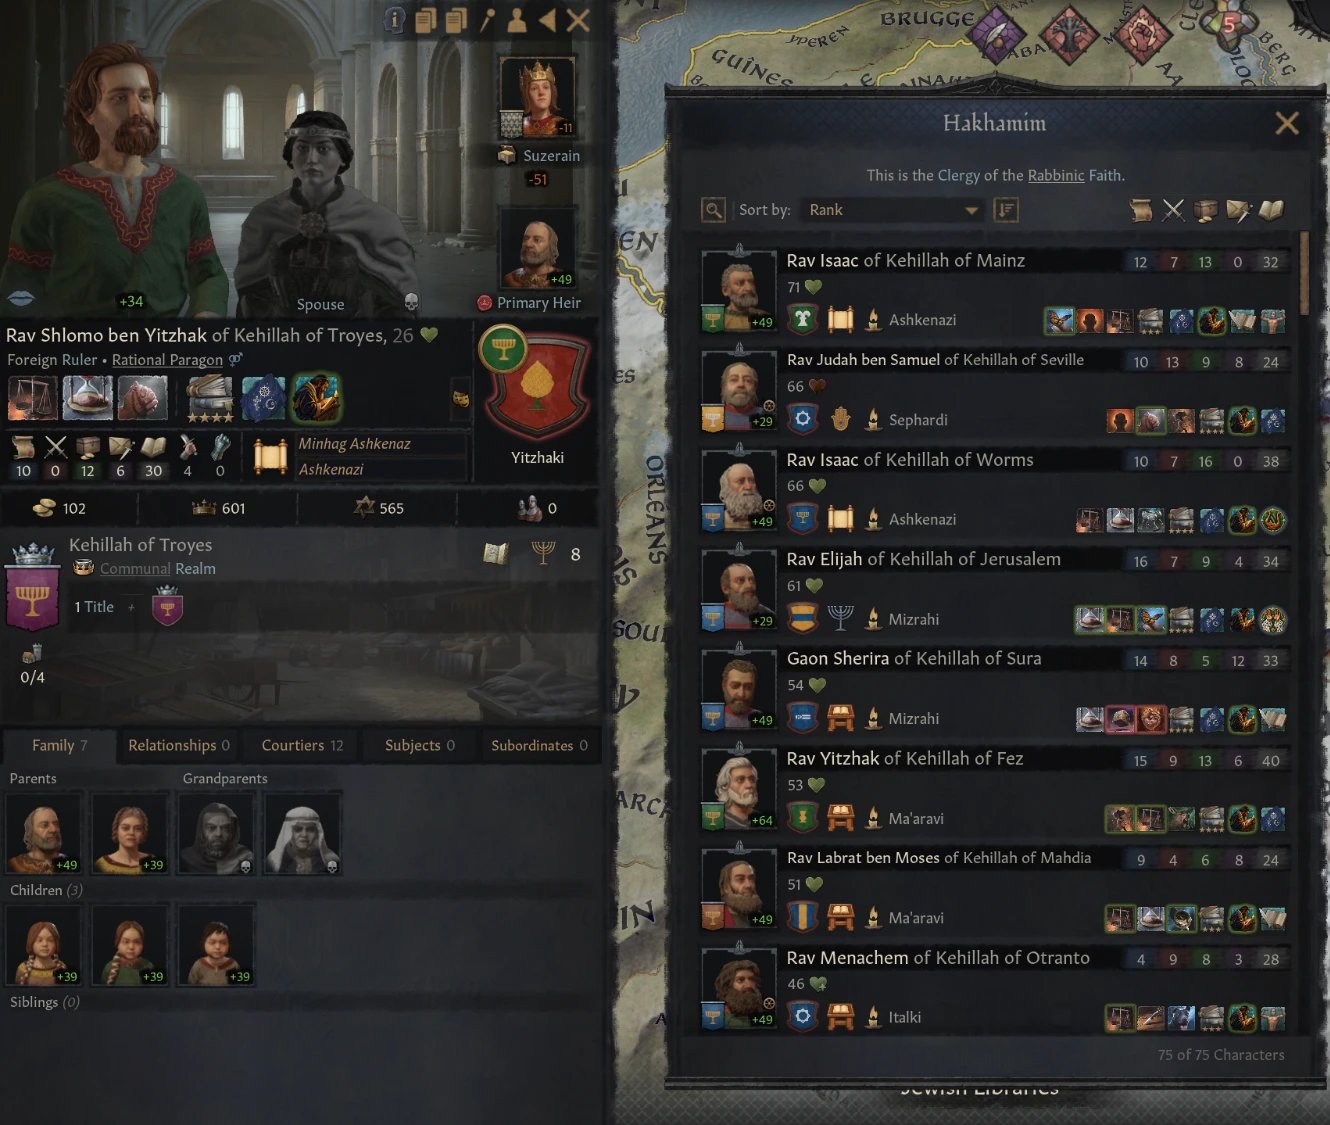 -11
Suzerain
-51
+49
Primary Heir
+34
Spouse
Rav Shlomo ben Yitzhak of Kehillah of Troyes, 26
Foreign Ruler • Rational Paragon
Yitzhaki
10 0 12 6 30 4 0
Minhag Ashkenaz
Ashkenazi
102 601 565 0
Kehillah of Troyes
8
Communal Realm
1 Title +
0/4
Family 7 Relationships 0 Courtiers 12 Subjects 0 Subordinates 0
Parents Grandparents
+49 +39
Children (3)
+39 +39 +39
Siblings (0)
BRUGGE
YPEREN
GUÎNES
5
BERG
ORLÉANS
Hakhamim
This is the Clergy of the Rabbinic Faith.
Sort by: Rank
Rav Isaac of Kehillah of Mainz 12 7 13 0 32
71
+49 Ashkenazi
Rav Judah ben Samuel of Kehillah of Seville 10 13 9 8 24
66
+29 Sephardi
Rav Isaac of Kehillah of Worms 10 7 16 0 38
66
+49 Ashkenazi
Rav Elijah of Kehillah of Jerusalem 16 7 9 4 34
61
+29 Mizrahi
Gaon Sherira of Kehillah of Sura 14 8 5 12 33
54
+49 Mizrahi
Rav Yitzhak of Kehillah of Fez 15 9 13 6 40
53
+64 Ma'aravi
Rav Labrat ben Moses of Kehillah of Mahdia 9 4 6 8 24
51
+49 Ma'aravi
Rav Menachem of Kehillah of Otranto 4 9 8 3 28
46
+49 Italki
75 of 75 Characters
Jewish Libraries